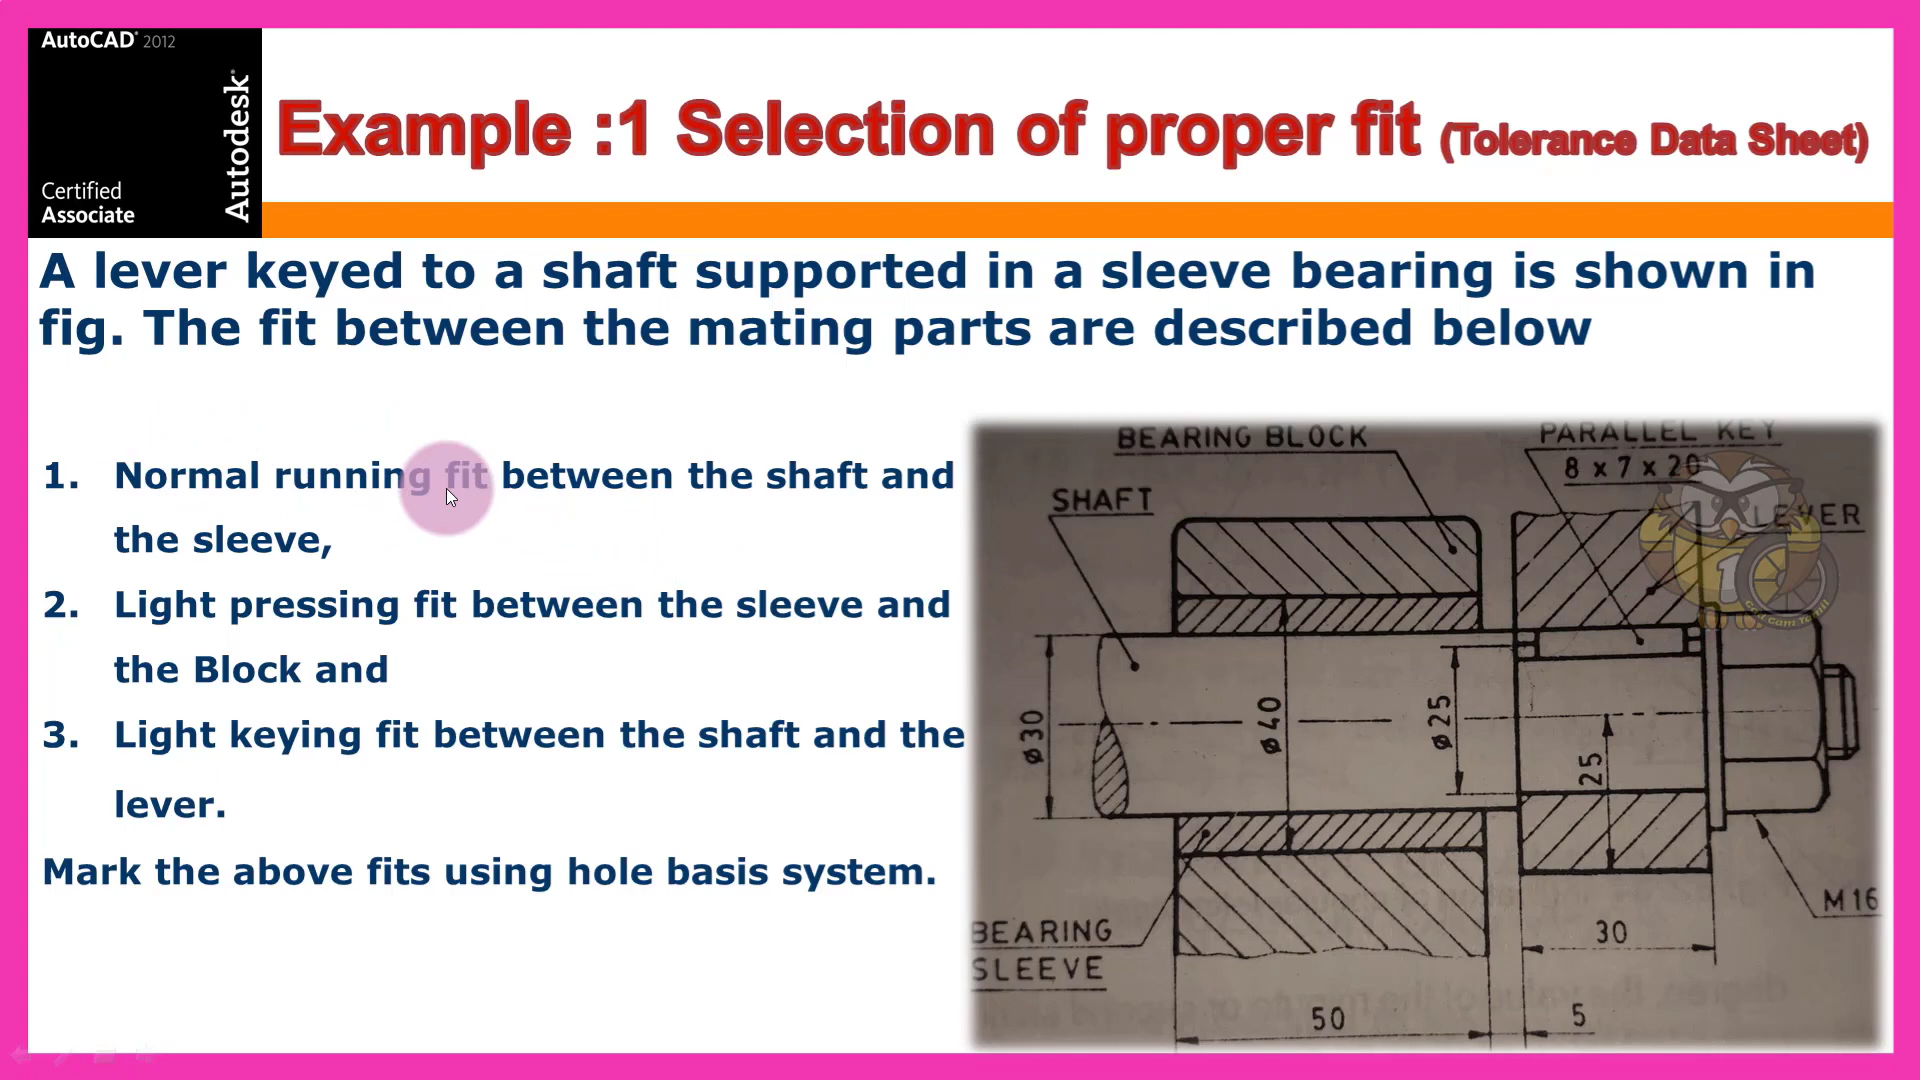 AutoCAD® 2012
Autodesk®
Certified
Associate
Example :1 Selection of proper fit (Tolerance Data Sheet)
A lever keyed to a shaft supported in a sleeve bearing is shown in
fig. The fit between the mating parts are described below
1. Normal running fit between the shaft and
the sleeve,
2. Light pressing fit between the sleeve and
the Block and
3. Light keying fit between the shaft and the
lever.
Mark the above fits using hole basis system.
BEARING BLOCK
PARALLEL KEY
8 x 7 x 20
SHAFT
LEVER
ø30
ø40
ø25
25
M16
30
BEARING
SLEEVE
50
5